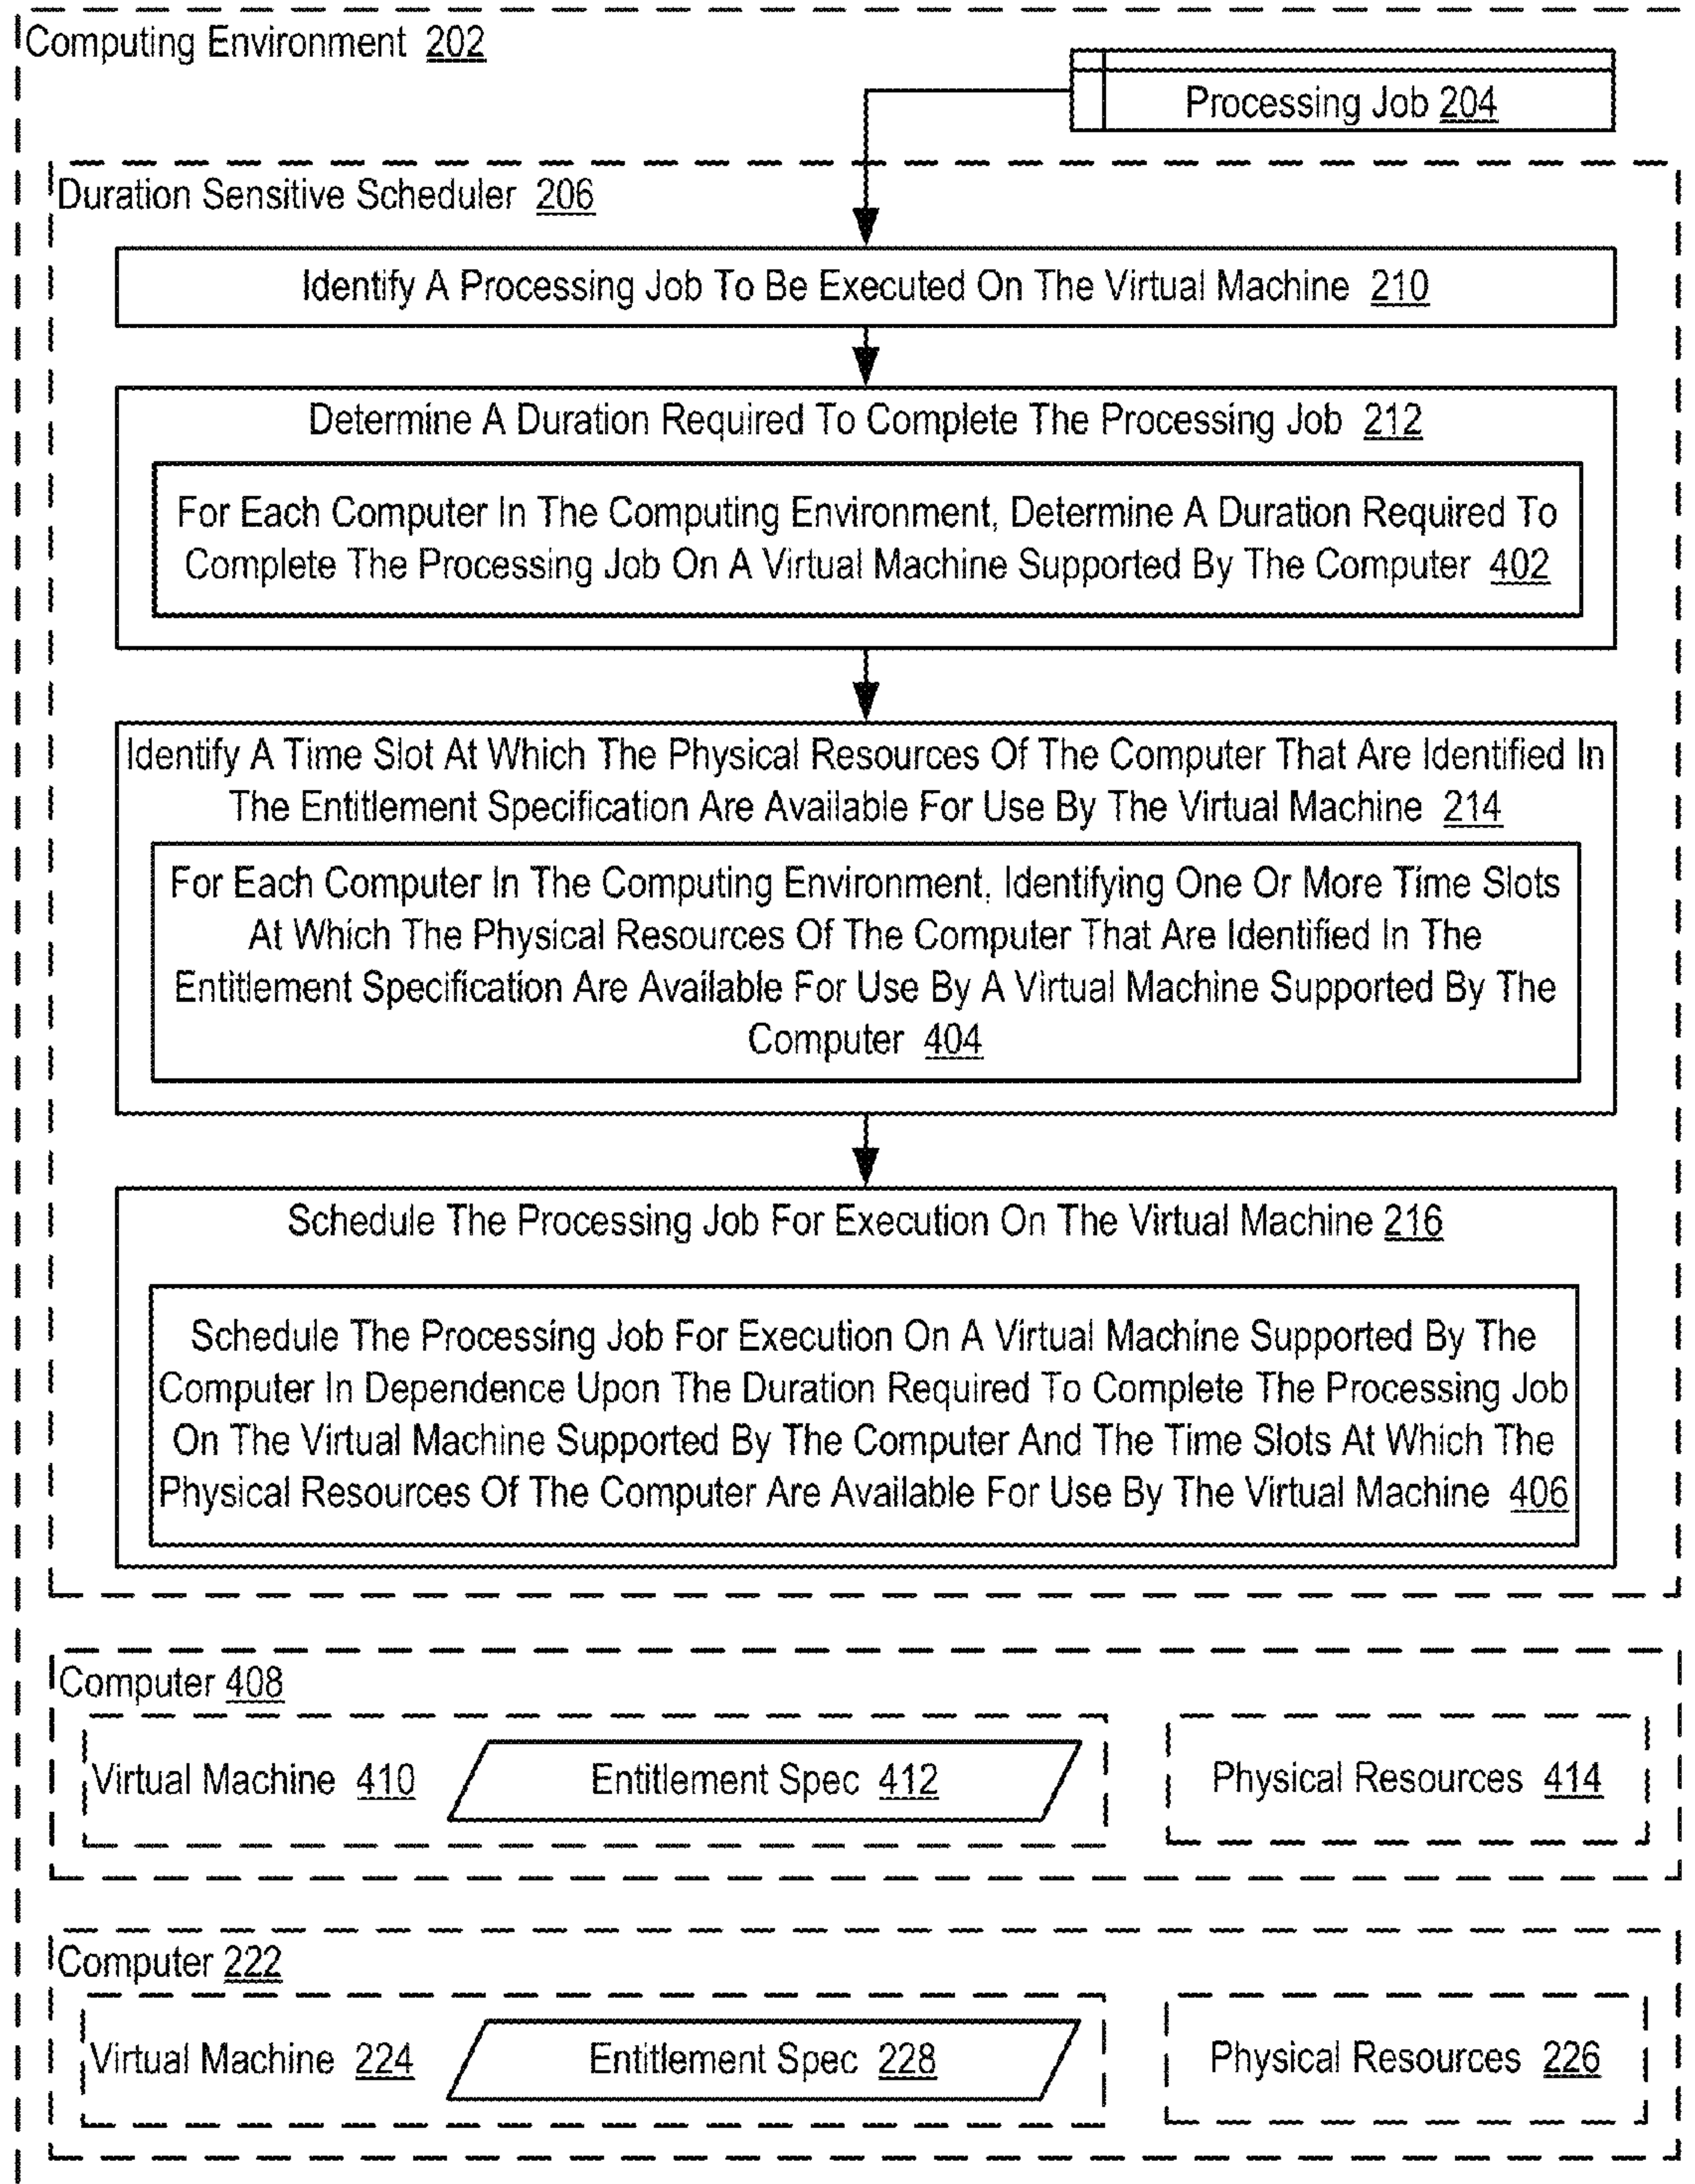 Computing Environment 202
Processing Job 204
Duration Sensitive Scheduler 206
Identify A Processing Job To Be Executed On The Virtual Machine 210
Determine A Duration Required To Complete The Processing Job 212
For Each Computer In The Computing Environment, Determine A Duration Required To
Complete The Processing Job On A Virtual Machine Supported By The Computer 402
Identify A Time Slot At Which The Physical Resources Of The Computer That Are Identified In
The Entitlement Specification Are Available For Use By The Virtual Machine 214
For Each Computer In The Computing Environment, Identifying One Or More Time Slots
At Which The Physical Resources Of The Computer That Are Identified In The
Entitlement Specification Are Available For Use By A Virtual Machine Supported By The
Computer 404
Schedule The Processing Job For Execution On The Virtual Machine 216
Schedule The Processing Job For Execution On A Virtual Machine Supported By The
Computer In Dependence Upon The Duration Required To Complete The Processing Job
On The Virtual Machine Supported By The Computer And The Time Slots At Which The
Physical Resources Of The Computer Are Available For Use By The Virtual Machine 406
Computer 408
Virtual Machine 410
Entitlement Spec 412
Physical Resources 414
Computer 222
Virtual Machine 224
Entitlement Spec 228
Physical Resources 226